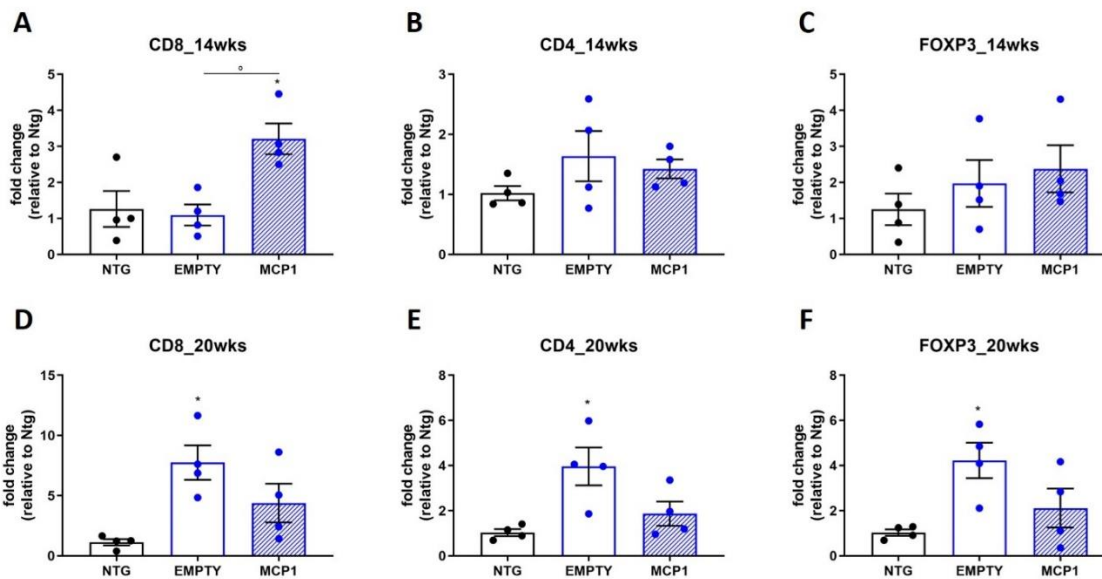 A
CD8_14wks
fold change
(relative to Ntg)
5
4
3
2
1
0
°
*
NTG EMPTY MCP1
B
CD4_14wks
fold change
(relative to Ntg)
3
2
1
0
NTG EMPTY MCP1
C
FOXP3_14wks
fold change
(relative to Ntg)
5
4
3
2
1
0
NTG EMPTY MCP1
D
CD8_20wks
fold change
(relative to Ntg)
15
10
5
0
*
NTG EMPTY MCP1
E
CD4_20wks
fold change
(relative to Ntg)
8
6
4
2
0
*
NTG EMPTY MCP1
F
FOXP3_20wks
fold change
(relative to Ntg)
8
6
4
2
0
*
NTG EMPTY MCP1